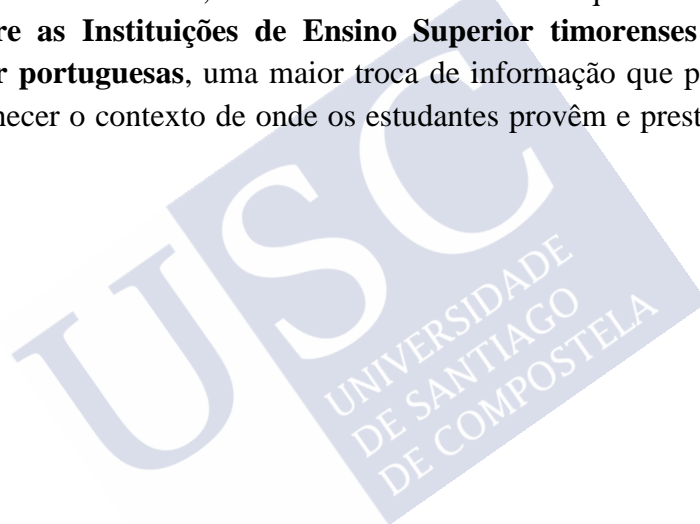 re as Instituições de Ensino Superior timorenses
r portuguesas, uma maior troca de informação que p
necer o contexto de onde os estudantes provêm e prest
USC
UNIVERSIDADE
DE SANTIAGO
DE COMPOSTELA